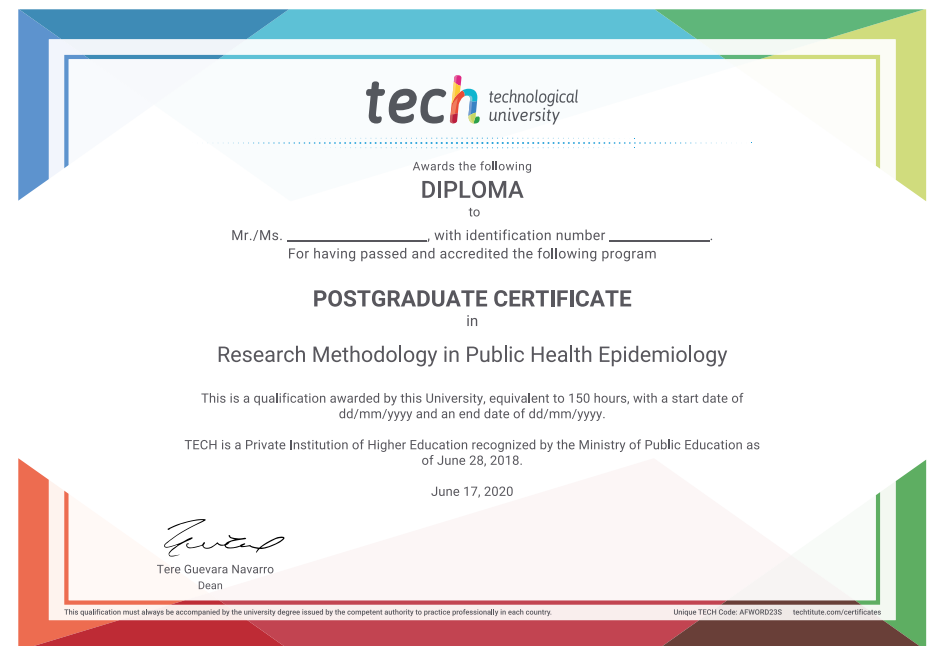 tech technological
university
Awards the following
DIPLOMA
to
Mr./Ms. ____________________, with identification number ______________.
For having passed and accredited the following program
POSTGRADUATE CERTIFICATE
in
Research Methodology in Public Health Epidemiology
This is a qualification awarded by this University, equivalent to 150 hours, with a start date of
dd/mm/yyyy and an end date of dd/mm/yyyy.
TECH is a Private Institution of Higher Education recognized by the Ministry of Public Education as
of June 28, 2018.
June 17, 2020
Tere Guevara Navarro
Dean
This qualification must always be accompanied by the university degree issued by the competent authority to practice professionally in each country.
Unique TECH Code: AFWORD23S techtitute.com/certificates